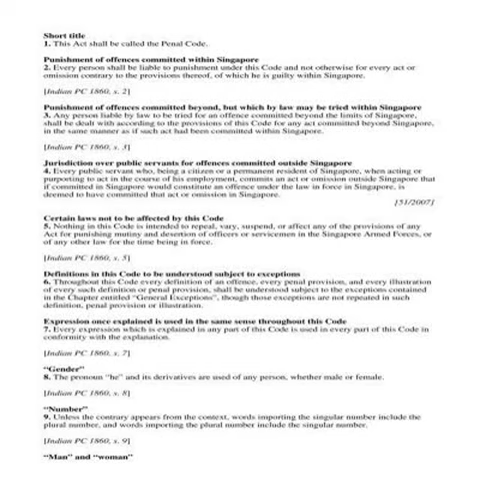 Short title
1. This Act shall be called the Penal Code.
Punishment of offences committed within Singapore
2. Every person shall be liable to punishment under this Code and not otherwise for every act or
omission contrary to the provisions thereof, of which he is guilty within Singapore.
[Indian PC 1860, s. 2]
Punishment of offences committed beyond, but which by law may be tried within Singapore
3. Any person liable by law to be tried for an offence committed beyond the limits of Singapore,
shall be dealt with according to the provisions of this Code for any act committed beyond Singapore,
in the same manner as if such act had been committed within Singapore.
[Indian PC 1860, s. 3]
Jurisdiction over public servants for offences committed outside Singapore
4. Every public servant who, being a citizen or a permanent resident of Singapore, when acting or
purporting to act in the course of his employment, commits an act or omission outside Singapore that
if committed in Singapore would constitute an offence under the law in force in Singapore, is
deemed to have committed that act or omission in Singapore.
[51/2007]
Certain laws not to be affected by this Code
5. Nothing in this Code is intended to repeal, vary, suspend, or affect any of the provisions of any
Act for punishing mutiny and desertion of officers or servicemen in the Singapore Armed Forces, or
of any other law for the time being in force.
[Indian PC 1860, s. 5]
Definitions in this Code to be understood subject to exceptions
6. Throughout this Code every definition of an offence, every penal provision, and every illustration
of every such definition or penal provision, shall be understood subject to the exceptions contained
in the Chapter entitled “General Exceptions”, though those exceptions are not repeated in such
definition, penal provision or illustration.
Expression once explained is used in the same sense throughout this Code
7. Every expression which is explained in any part of this Code is used in every part of this Code in
conformity with the explanation.
[Indian PC 1860, s. 7]
“Gender”
8. The pronoun “he” and its derivatives are used of any person, whether male or female.
[Indian PC 1860, s. 8]
“Number”
9. Unless the contrary appears from the context, words importing the singular number include the
plural number, and words importing the plural number include the singular number.
[Indian PC 1860, s. 9]
“Man” and “woman”